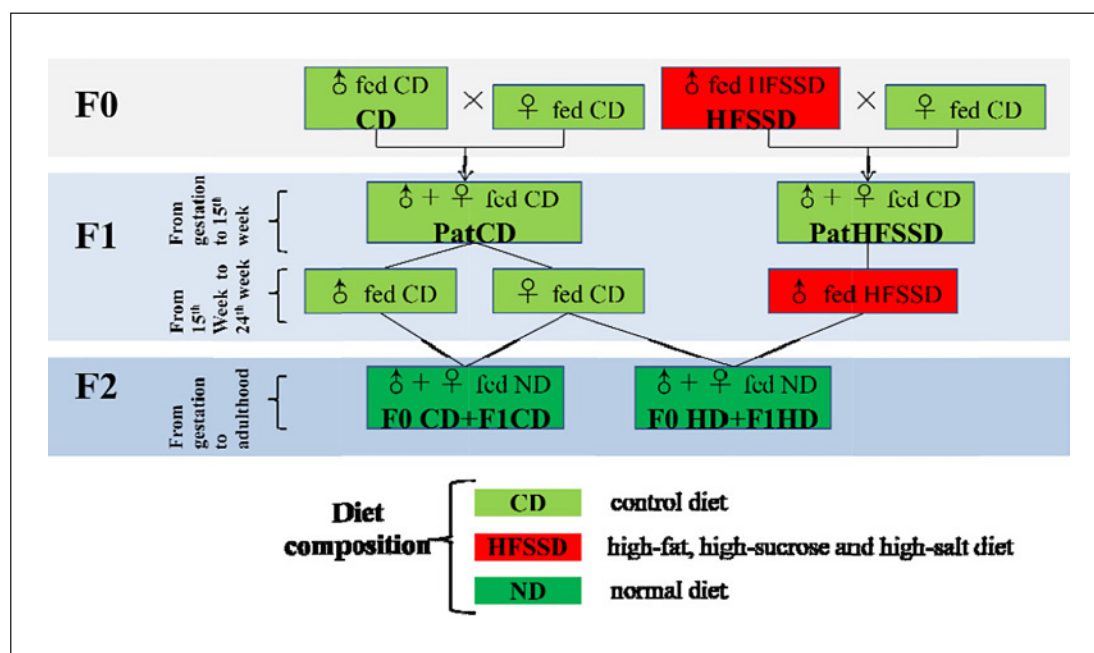 F0
♂ fed CD
CD
×
♀ fed CD
♂ fed HFSSD
HFSSD
×
♀ fed CD
F1
From
gestation
to 15th
week
♂ + ♀ fed CD
PatCD
♂ + ♀ fed CD
PatHFSSD
From
15th
Week to
24th week
♂ fed CD
♀ fed CD
♂ fed HFSSD
F2
From
gestation
to
adulthood
♂ + ♀ fed ND
F0 CD+F1CD
♂ + ♀ fed ND
F0 HD+F1HD
Diet
composition
CD
control diet
HFSSD
high-fat, high-sucrose and high-salt diet
ND
normal diet